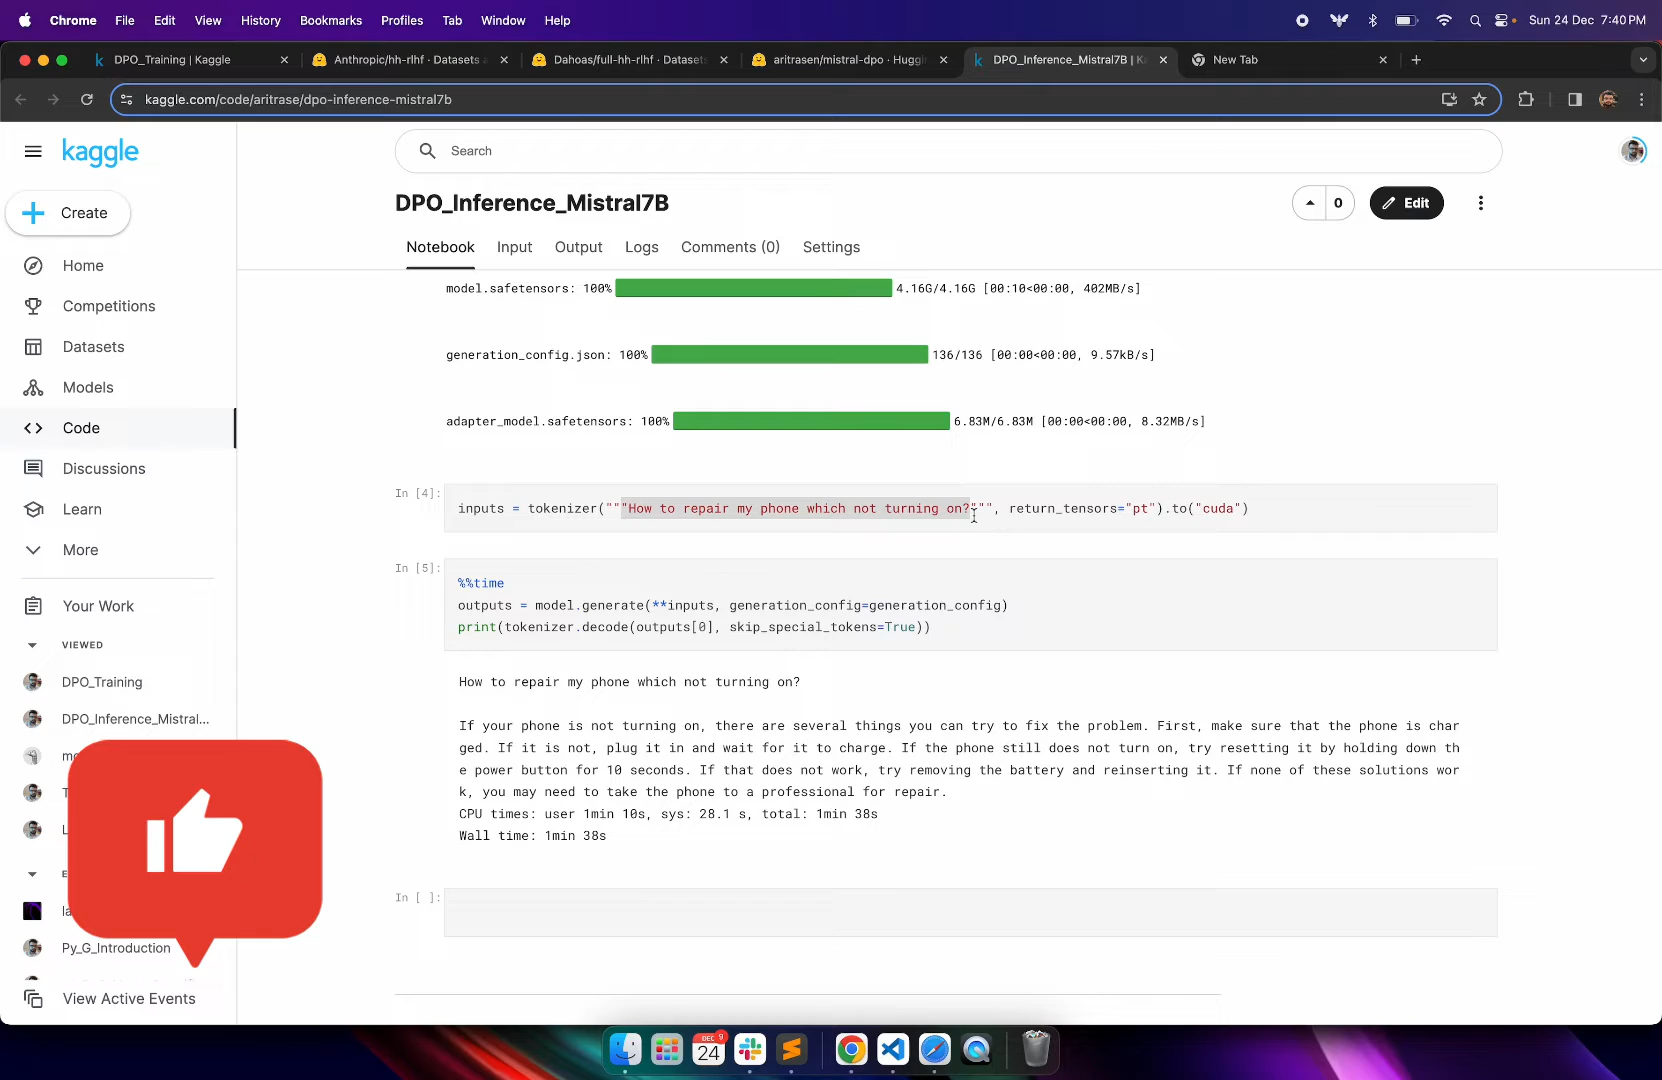 Chrome File Edit View History Bookmarks Profiles Tab Window Help Sun 24 Dec 7:40 PM
DPO_Training | Kaggle Anthropic/hh-rlhf · Datasets Dahoas/full-hh-rlhf · Datasets aritrasen/mistral-dpo · Huggi DPO_Inference_Mistral7B | K New Tab
kaggle.com/code/aritrase/dpo-inference-mistral7b
kaggle
Search
Create
DPO_Inference_Mistral7B
0 Edit
Notebook Input Output Logs Comments (0) Settings
Home
Competitions
Datasets
Models
Code
Discussions
Learn
More
Your Work
VIEWED
DPO_Training
DPO_Inference_Mistral...
Py_G_Introduction
View Active Events
model.safetensors: 100% 4.16G/4.16G [00:10<00:00, 402MB/s]
generation_config.json: 100% 136/136 [00:00<00:00, 9.57kB/s]
adapter_model.safetensors: 100% 6.83M/6.83M [00:00<00:00, 8.32MB/s]
In [4]:
inputs = tokenizer("""How to repair my phone which not turning on?""", return_tensors="pt").to("cuda")
In [5]:
%%time
outputs = model.generate(**inputs, generation_config=generation_config)
print(tokenizer.decode(outputs[0], skip_special_tokens=True))
How to repair my phone which not turning on?
If your phone is not turning on, there are several things you can try to fix the problem. First, make sure that the phone is char
ged. If it is not, plug it in and wait for it to charge. If the phone still does not turn on, try resetting it by holding down th
e power button for 10 seconds. If that does not work, try removing the battery and reinserting it. If none of these solutions wor
k, you may need to take the phone to a professional for repair.
CPU times: user 1min 10s, sys: 28.1 s, total: 1min 38s
Wall time: 1min 38s
In [ ]:
DEC 9
24